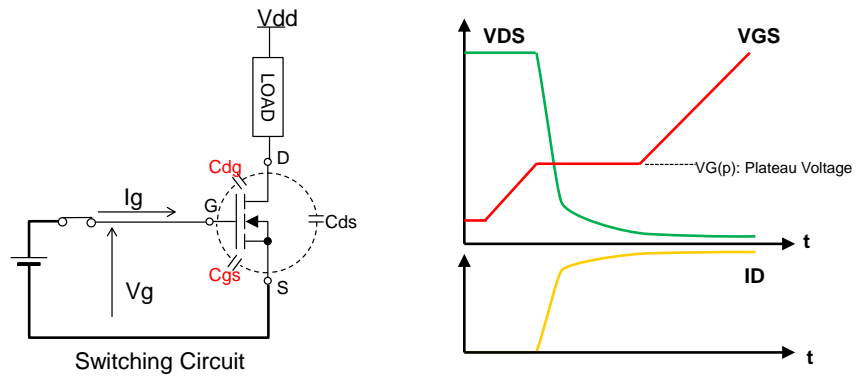 Vdd
LOAD
D
Cdg
Ig
G
Cds
Cgs
Vg
S
Switching Circuit
VDS
VGS
VG(p): Plateau Voltage
t
ID
t